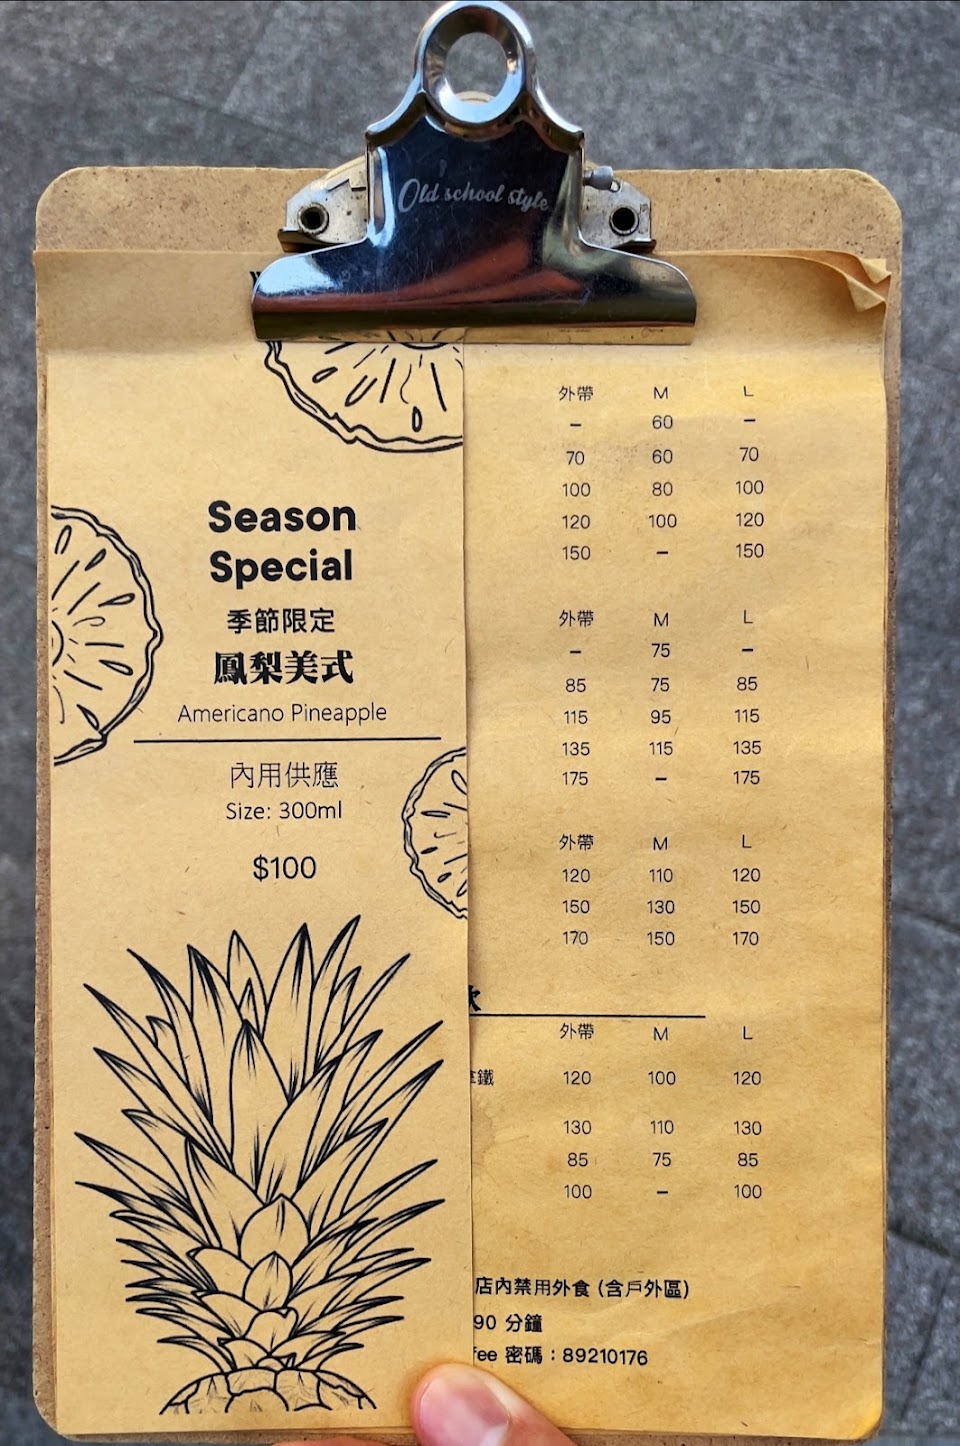 Old school style
Season
Special
季節限定
鳳梨美式
Americano Pineapple
內用供應
Size: 300ml
$100
外帶 M L
– 60 –
70 60 70
100 80 100
120 100 120
150 – 150
外帶 M L
– 75 –
85 75 85
115 95 115
135 115 135
175 – 175
外帶 M L
120 110 120
150 130 150
170 150 170
外帶 M L
鐵 120 100 120
130 110 130
85 75 85
100 – 100
店內禁用外食 (含戶外區)
90 分鐘
fee 密碼：89210176